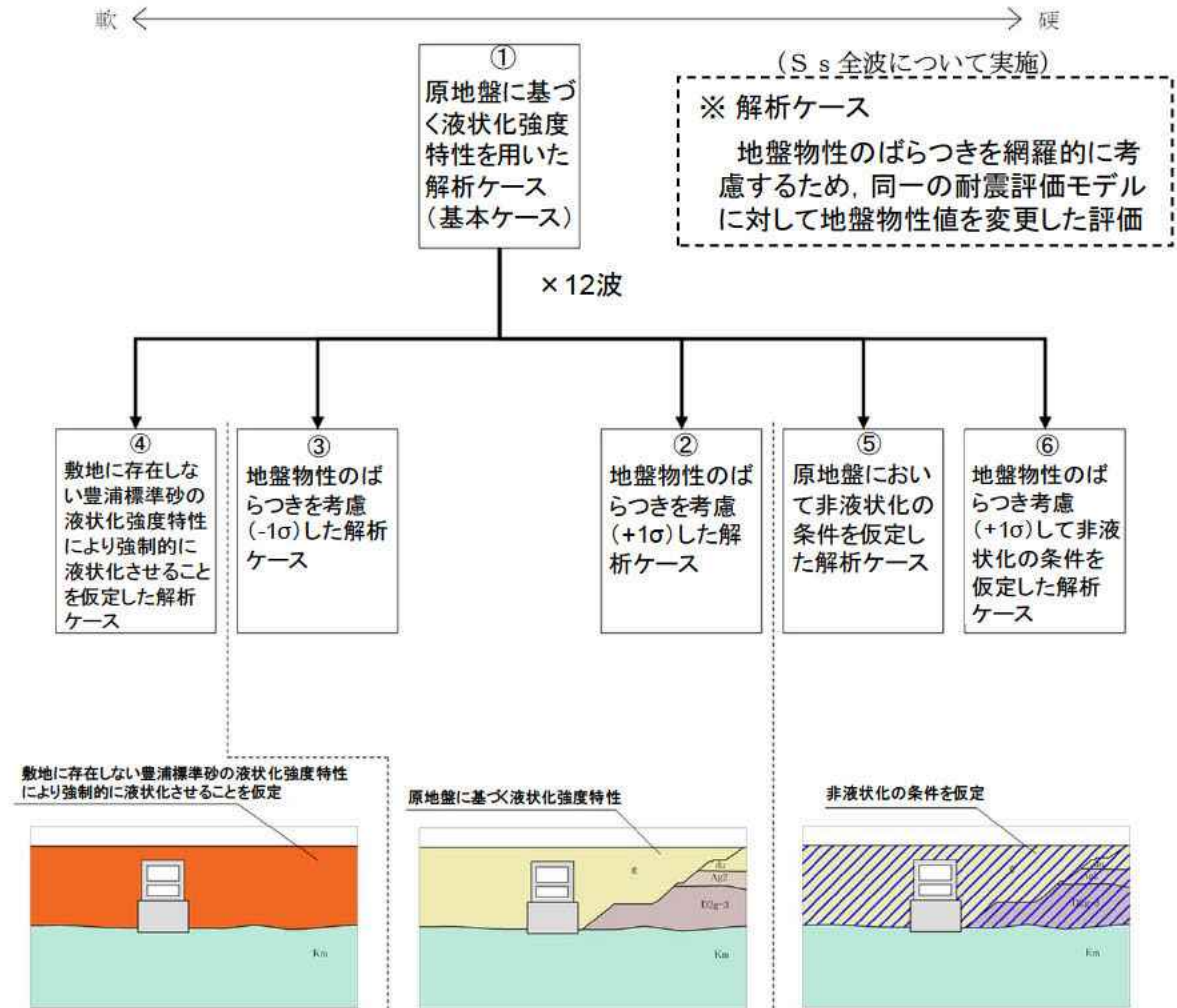 軟
硬
①
原地盤に基づ
く液状化強度
特性を用いた
解析ケース
(基本ケース)
(Ss全波について実施)
※ 解析ケース
地盤物性のばらつきを網羅的に考
慮するため，同一の耐震評価モデル
に対して地盤物性値を変更した評価
×12波
④
敷地に存在しな
い豊浦標準砂の
液状化強度特性
により強制的に
液状化させること
を仮定した解析
ケース
③
地盤物性のば
らつきを考慮
(-1σ)した解析
ケース
②
地盤物性のば
らつきを考慮
(+1σ)した解
析ケース
⑤
原地盤におい
て非液状化の
条件を仮定し
た解析ケース
⑥
地盤物性のば
らつき考慮
(+1σ)して非液
状化の条件を
仮定した解析
ケース
敷地に存在しない豊浦標準砂の液状化強度特性
により強制的に液状化させることを仮定
Km
原地盤に基づく液状化強度特性
g
Ag2
D2g-3
Km
非液状化の条件を仮定
g
Ag2
D2g-3
Km